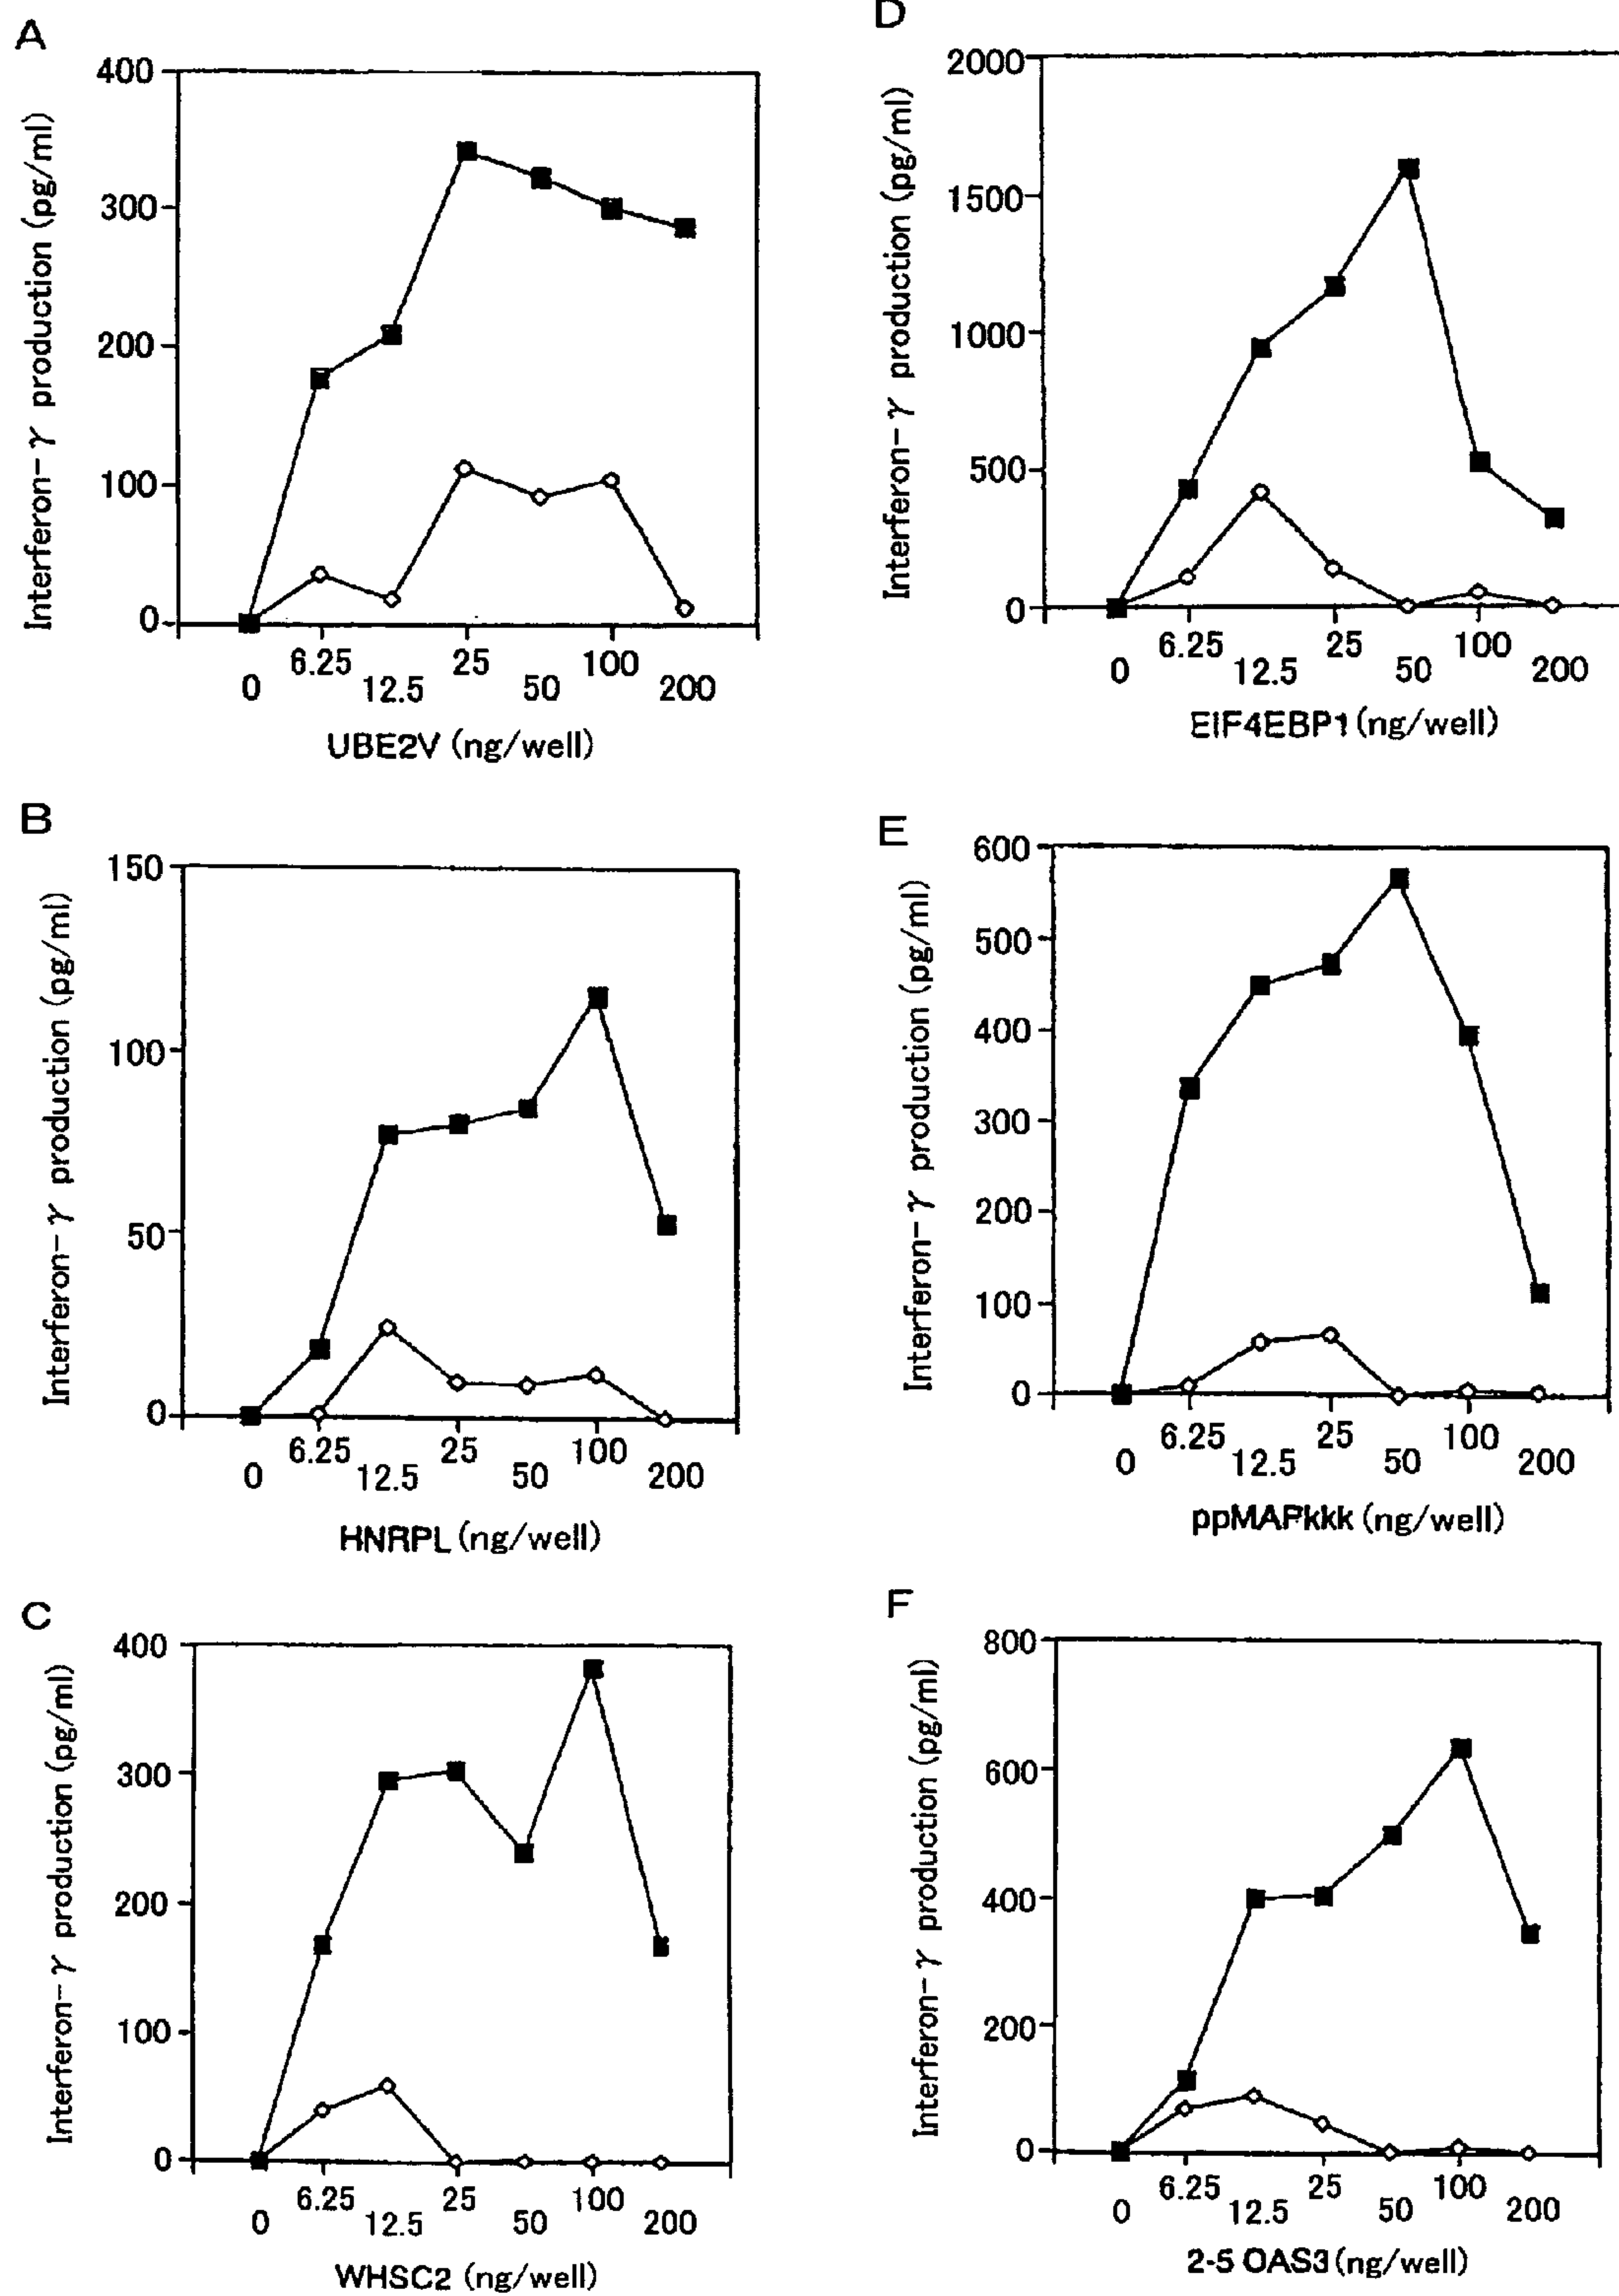 A
Interferon-γ production (pg/ml)
400
300
200
100
0
0 6.25 12.5 25 50 100 200
UBE2V (ng/well)
B
Interferon-γ production (pg/ml)
150
100
50
0
0 6.25 12.5 25 50 100 200
HNRPL (ng/well)
C
Interferon-γ production (pg/ml)
400
300
200
100
0
0 6.25 12.5 25 50 100 200
WHSC2 (ng/well)
D
Interferon-γ production (pg/ml)
2000
1500
1000
500
0
0 6.25 12.5 25 50 100 200
EIF4EBP1 (ng/well)
E
Interferon-γ production (pg/ml)
600
500
400
300
200
100
0
0 6.25 12.5 25 50 100 200
ppMAPkkk (ng/well)
F
Interferon-γ production (pg/ml)
800
600
400
200
0
0 6.25 12.5 25 50 100 200
2-5 OAS3 (ng/well)